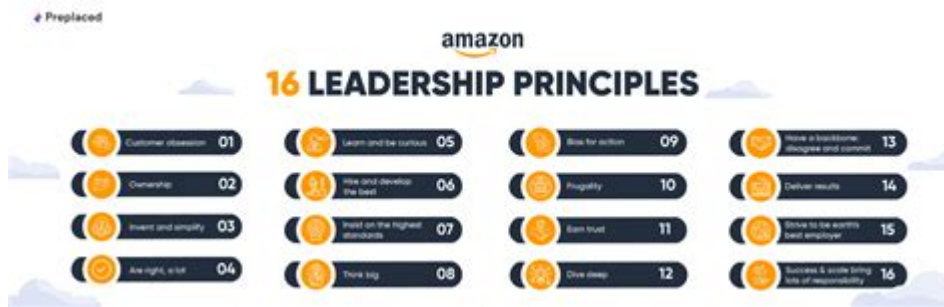 Preplaced
amazon
16 LEADERSHIP PRINCIPLES
Customer obsession 01
Ownership 02
Invent and simplify 03
Are right, a lot 04
Learn and be curious 05
Hire and develop
the best 06
Insist on the highest
standards 07
Think big 08
Bias for action 09
Frugality 10
Earn trust 11
Dive deep 12
Have a backbone:
disagree and commit 13
Deliver results 14
Strive to be earth's
best employer 15
Success & scale bring
lots of responsibility 16